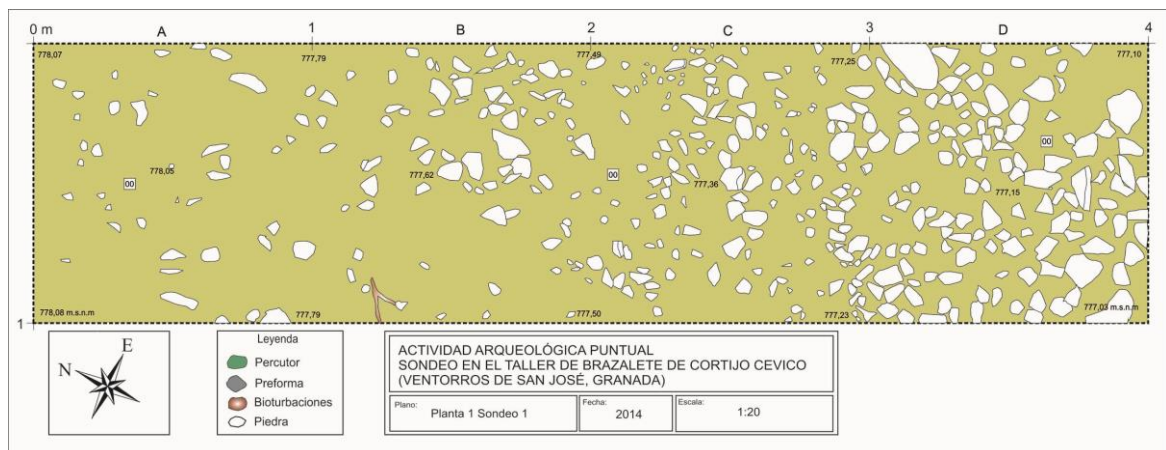 0 m A 1 B 2 C 3 D 4
778,07 777,79 777,49 777,25 777,10
00
778,05 777,62 00 777,36 777,15
00
778,08 m.s.n.m 777,79 777,50 777,23 777,03 m.s.n.m
1
N E
Leyenda
Percutor
Preforma
Bioturbaciones
Piedra
ACTIVIDAD ARQUEOLÓGICA PUNTUAL
SONDEO EN EL TALLER DE BRAZALETE DE CORTIJO CEVICO
(VENTORROS DE SAN JOSÉ, GRANADA)
Plano: Planta 1 Sondeo 1 Fecha: 2014 Escala: 1:20